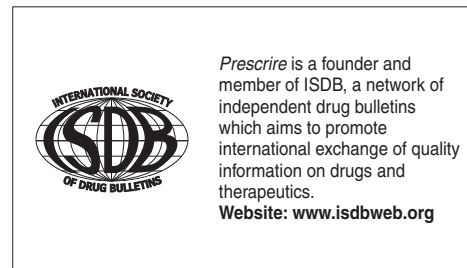 INTERNATIONAL SOCIETY
ISDB
OF DRUG BULLETINS
Prescrire is a founder and
member of ISDB, a network of
independent drug bulletins
which aims to promote
international exchange of quality
information on drugs and
therapeutics.
Website: www.isdbweb.org